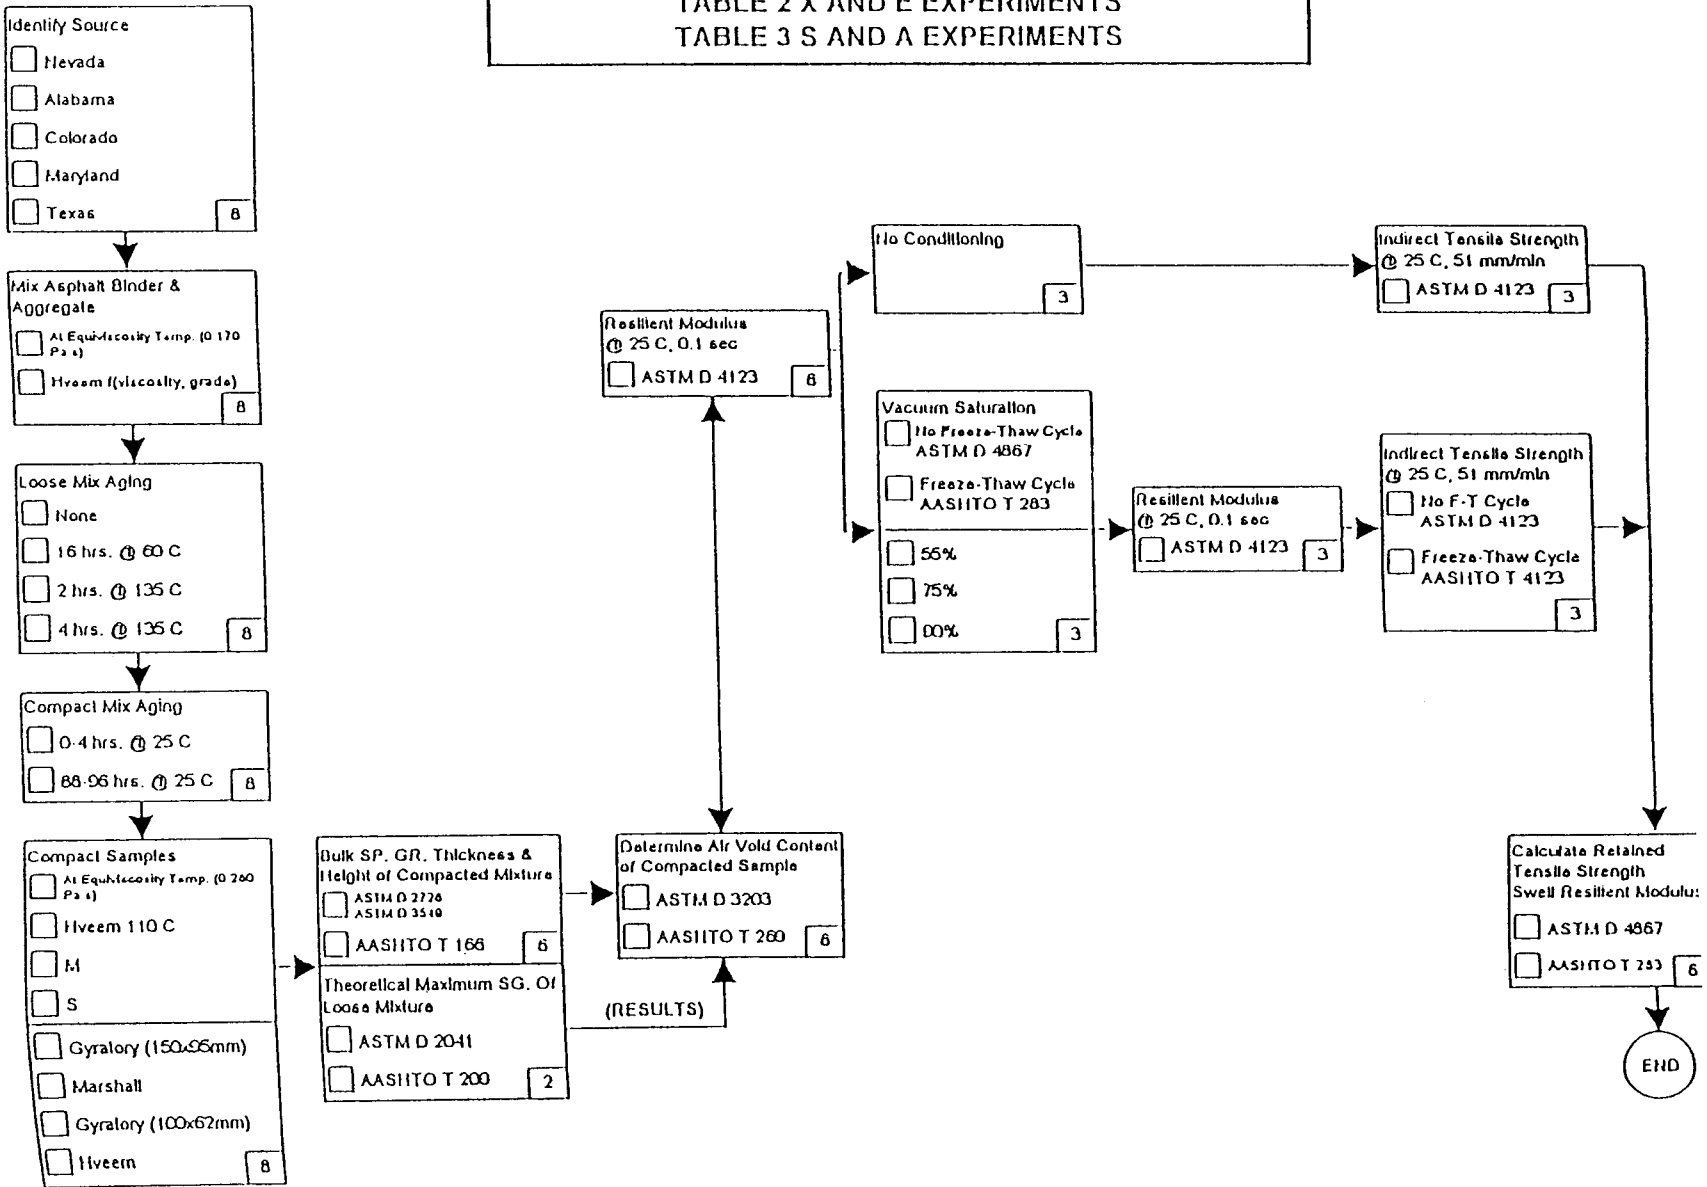 TABLE 2 X AND E EXPERIMENTS
TABLE 3 S AND A EXPERIMENTS
Identify Source
Nevada
Alabama
Colorado
Maryland
Texas
8
Mix Asphalt Binder &
Aggregate
At Equiviscosity Temp. (0.170
Pa s)
Hveem f(viscosity, grade)
8
Loose Mix Aging
None
16 hrs. @ 60 C
2 hrs. @ 135 C
4 hrs. @ 135 C
8
Compact Mix Aging
0-4 hrs. @ 25 C
88-96 hrs. @ 25 C
8
Compact Samples
At Equiviscosity Temp. (0.280
Pa s)
Hveem 110 C
M
S
Gyratory (150x95mm)
Marshall
Gyratory (100x62mm)
Hveem
8
Bulk SP. GR. Thickness &
Height of Compacted Mixture
ASTM D 2726
ASTM D 3549
AASHTO T 166
6
Theoretical Maximum SG. Of
Loose Mixture
ASTM D 2041
AASHTO T 209
2
(RESULTS)
Determine Air Void Content
of Compacted Sample
ASTM D 3203
AASHTO T 269
6
Resilient Modulus
@ 25 C, 0.1 sec
ASTM D 4123
6
No Conditioning
3
Vacuum Saturation
No Freeze-Thaw Cycle
ASTM D 4867
Freeze-Thaw Cycle
AASHTO T 283
55%
75%
90%
3
Resilient Modulus
@ 25 C, 0.1 sec
ASTM D 4123
3
Indirect Tensile Strength
@ 25 C, 51 mm/min
ASTM D 4123
3
Indirect Tensile Strength
@ 25 C, 51 mm/min
No F-T Cycle
ASTM D 4123
Freeze-Thaw Cycle
AASHTO T 4123
3
Calculate Retained
Tensile Strength
Swell Resilient Modulus
ASTM D 4867
AASHTO T 283
6
END